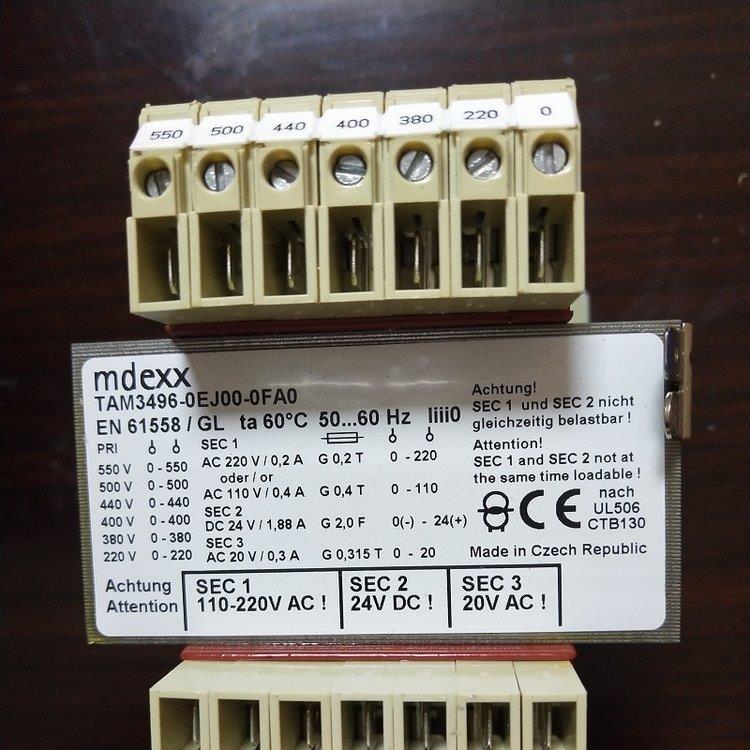 550 500 440 400 380 220 0
mdexx
TAM3496-0EJ00-0FA0
EN 61558 / GL ta 60°C 50...60 Hz Iiii0
Achtung!
SEC 1 und SEC 2 nicht
gleichzeitig belastbar !
Attention!
SEC 1 and SEC 2 not at
the same time loadable !
PRI
550 V 0 - 550
500 V 0 - 500
440 V 0 - 440
400 V 0 - 400
380 V 0 - 380
220 V 0 - 220
SEC 1
AC 220 V / 0,2 A G 0,2 T 0 - 220
oder / or
AC 110 V / 0,4 A G 0,4 T 0 - 110
SEC 2
DC 24 V / 1,88 A G 2,0 F 0(-) - 24(+)
SEC 3
AC 20 V / 0,3 A G 0,315 T 0 - 20
CE nach
UL506
CTB130
Made in Czech Republic
Achtung
Attention
SEC 1
110-220V AC !
SEC 2
24V DC !
SEC 3
20V AC !